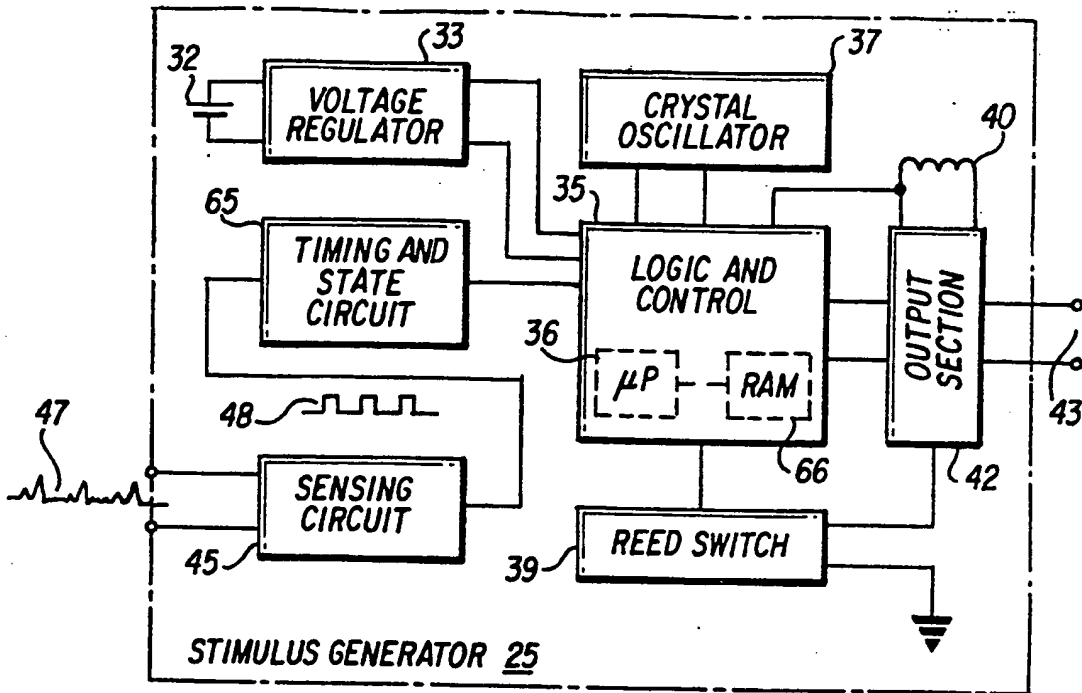 33
32
VOLTAGE
REGULATOR
37
CRYSTAL
OSCILLATOR
40
65
TIMING AND
STATE
CIRCUIT
35
LOGIC AND
CONTROL
36
μP
RAM
66
OUTPUT
SECTION
42
43
47
48
SENSING
CIRCUIT
45
REED SWITCH
39
STIMULUS GENERATOR 25